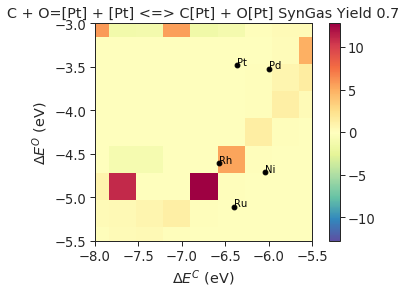 C + O=[Pt] + [Pt] <=> C[Pt] + O[Pt] SynGas Yield 0.7
−3.0
−3.5
−4.0
−4.5
−5.0
−5.5
ΔE^O (eV)
Pt
Pd
Rh
Ni
Ru
−8.0 −7.5 −7.0 −6.5 −6.0 −5.5
ΔE^C (eV)
10
5
0
−5
−10